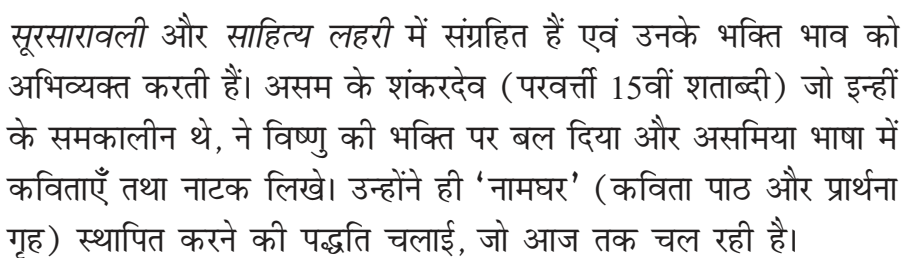 सूरसारावली और साहित्य लहरी में संग्रहित हैं एवं उनके भक्ति भाव को
अभिव्यक्त करती हैं। असम के शंकरदेव (परवर्त्ती 15वीं शताब्दी) जो इन्हीं
के समकालीन थे, ने विष्णु की भक्ति पर बल दिया और असमिया भाषा में
कविताएँ तथा नाटक लिखे। उन्होंने ही ‘नामघर’ (कविता पाठ और प्रार्थना
गृह) स्थापित करने की पद्धति चलाई, जो आज तक चल रही है।